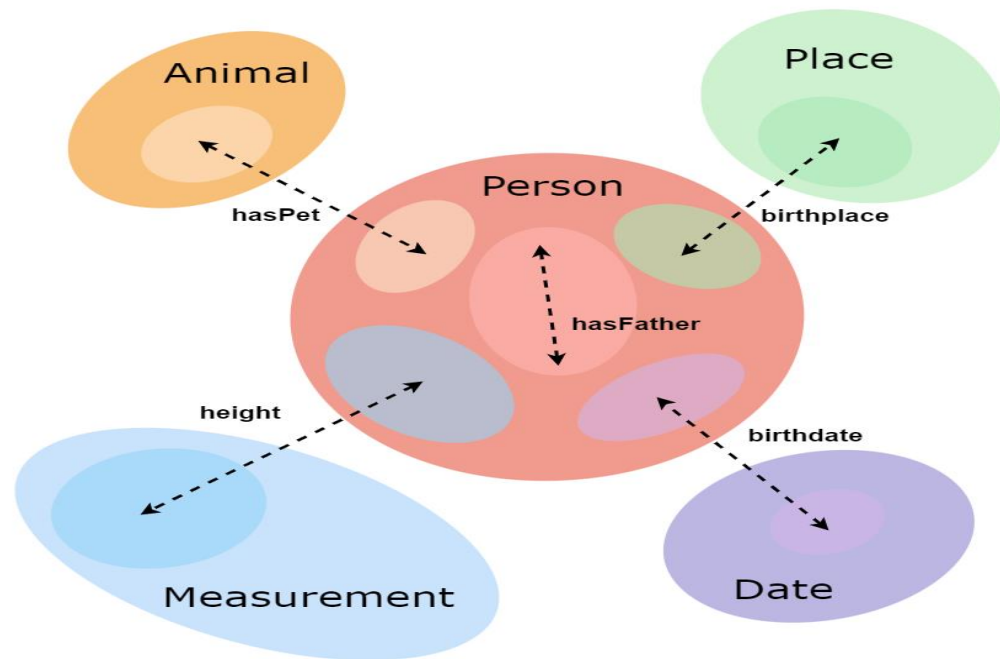 Animal
Place
Person
hasPet
birthplace
hasFather
height
birthdate
Measurement
Date